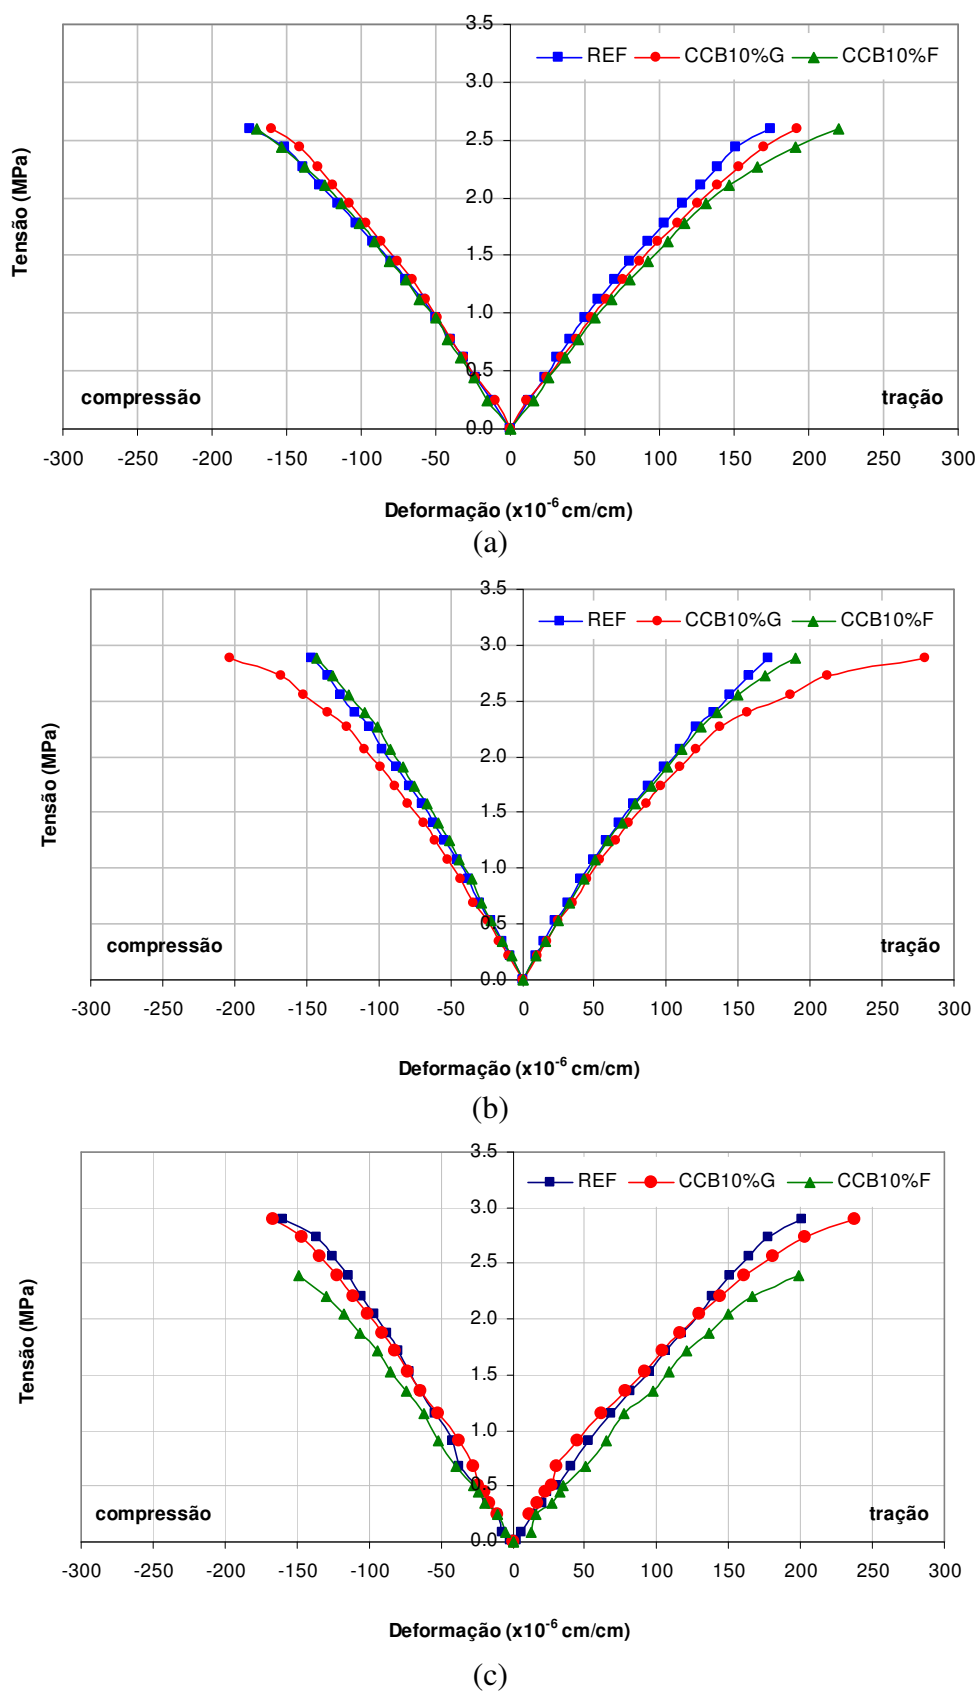 3.5
REF CCB10%G CCB10%F
3.0
2.5
2.0
1.5
1.0
0.5
0.0
Tensão (MPa)
compressão tração
-300 -250 -200 -150 -100 -50 0 50 100 150 200 250 300
Deformação (x10-6 cm/cm)
(a)
3.5
REF CCB10%G CCB10%F
3.0
2.5
2.0
1.5
1.0
0.5
0.0
Tensão (MPa)
compressão tração
-300 -250 -200 -150 -100 -50 0 50 100 150 200 250 300
Deformação (x10-6 cm/cm)
(b)
3.5
REF CCB10%G CCB10%F
3.0
2.5
2.0
1.5
1.0
0.5
0.0
Tensão (MPa)
compressão tração
-300 -250 -200 -150 -100 -50 0 50 100 150 200 250 300
Deformação (x10-6 cm/cm)
(c)